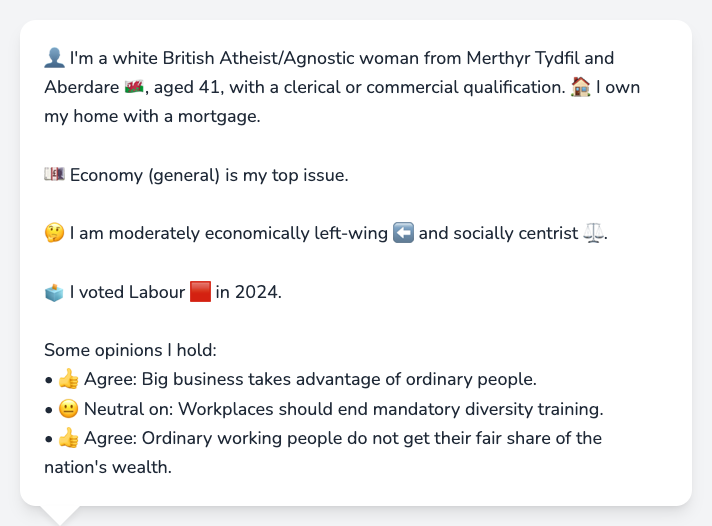 👤 I'm a white British Atheist/Agnostic woman from Merthyr Tydfil and
Aberdare 🏴󠁧󠁢󠁷󠁬󠁳󠁿, aged 41, with a clerical or commercial qualification. 🏠 I own
my home with a mortgage.
💷 Economy (general) is my top issue.
🤔 I am moderately economically left-wing ⬅️ and socially centrist ⚖️.
🗳️ I voted Labour 🟥 in 2024.
Some opinions I hold:
• 👍 Agree: Big business takes advantage of ordinary people.
• 😐 Neutral on: Workplaces should end mandatory diversity training.
• 👍 Agree: Ordinary working people do not get their fair share of the
nation's wealth.